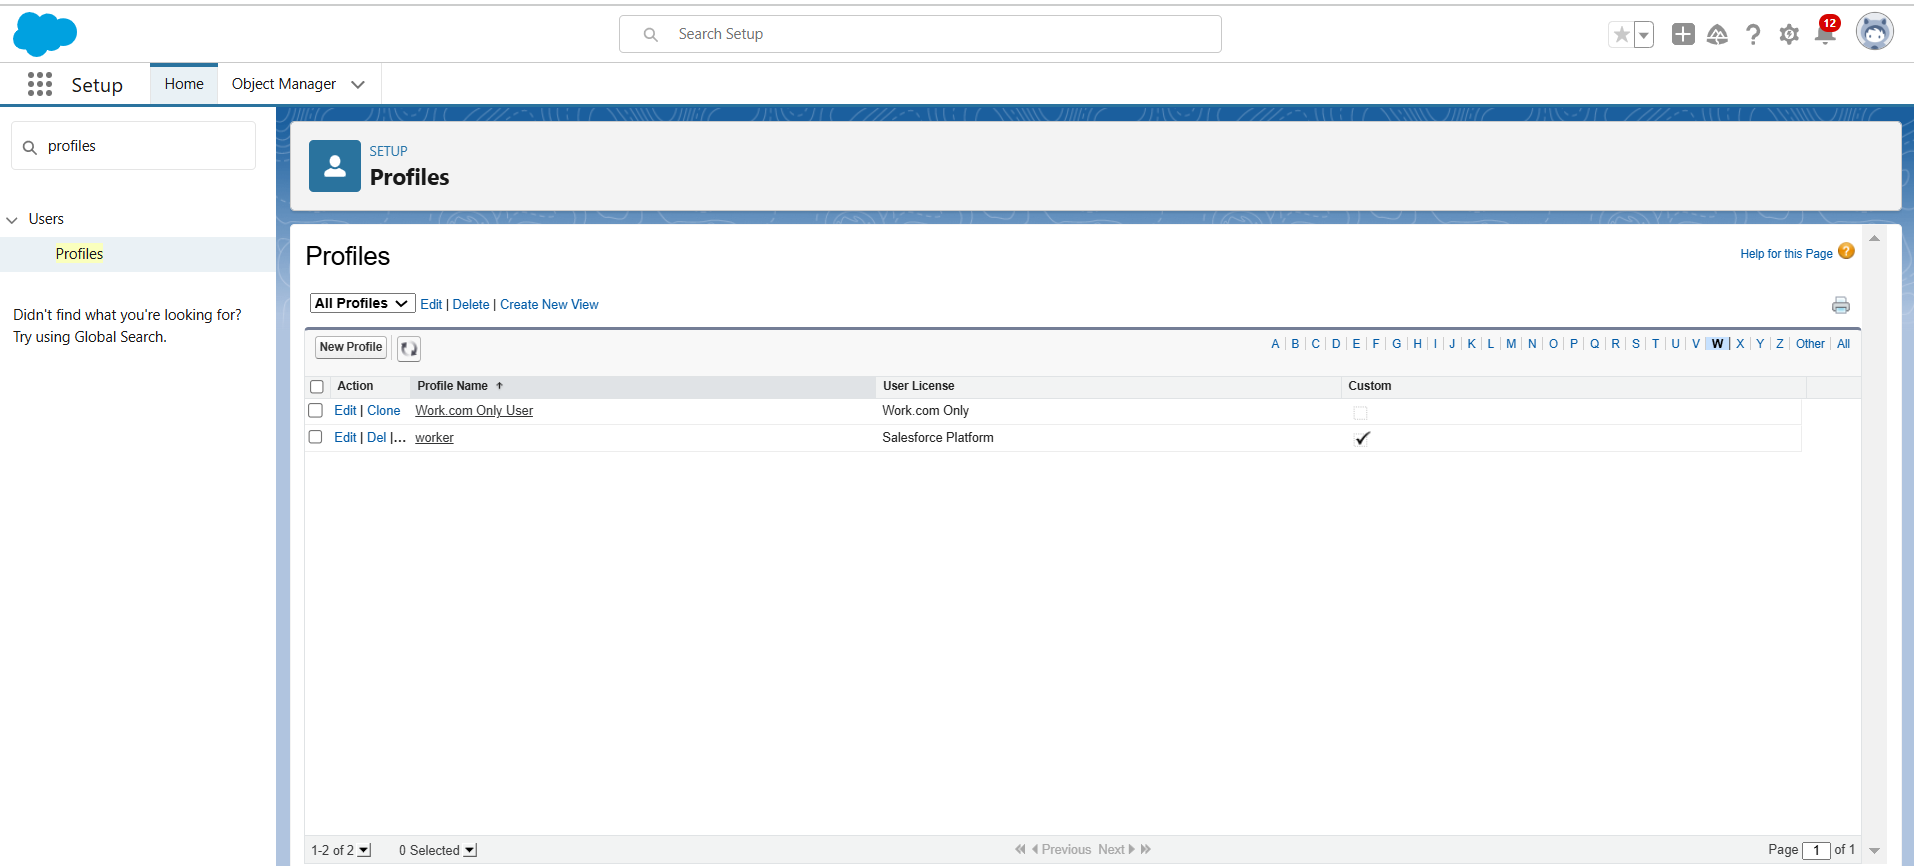 Search Setup
12
Setup
Home
Object Manager
profiles
Users
Profiles
Didn't find what you're looking for?
Try using Global Search.
SETUP
Profiles
Profiles
Help for this Page ?
All Profiles Edit | Delete | Create New View
New Profile
A | B | C | D | E | F | G | H | I | J | K | L | M | N | O | P | Q | R | S | T | U | V | W | X | Y | Z | Other | All
Action Profile Name User License Custom
Edit | Clone Work.com Only User Work.com Only
Edit | Del |... worker Salesforce Platform
1-2 of 2 0 Selected Previous Next Page 1 of 1